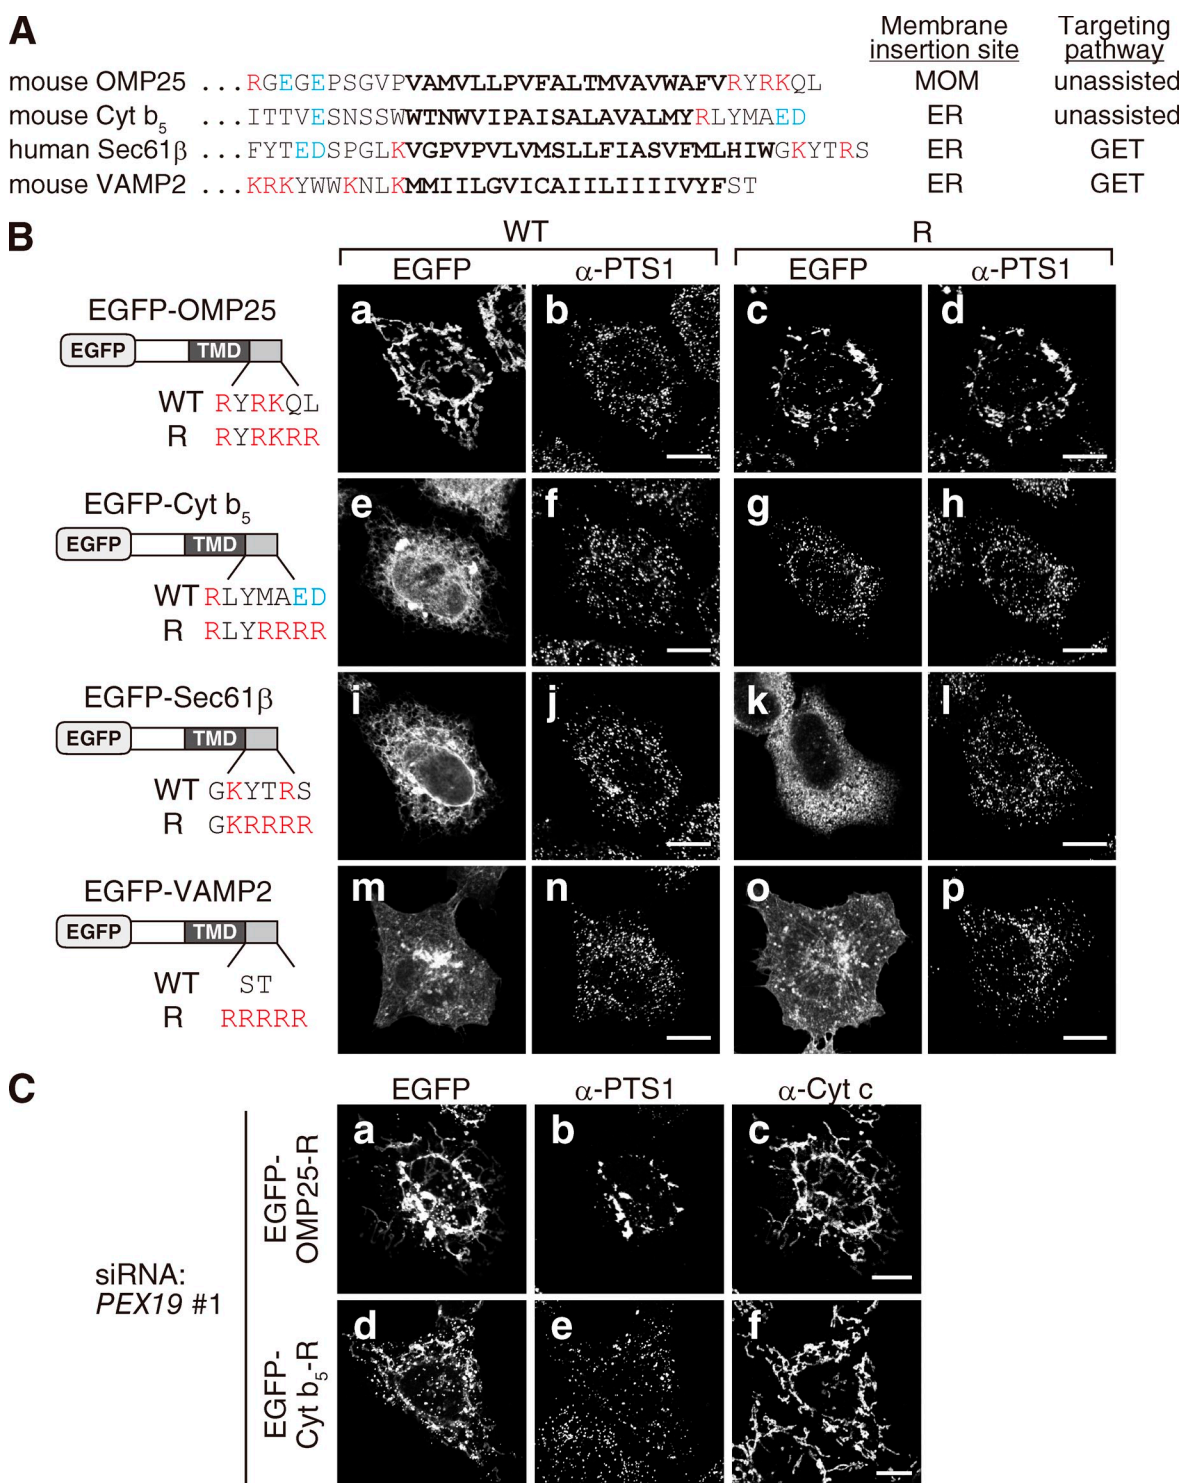 A
Membrane insertion site
Targeting pathway
mouse OMP25 ...RGEGEPSGVPVAMVLLPVFALTMVAVWAFVRYRKQL MOM unassisted
mouse Cyt b5 ...ITTVESNSSWWTNWVIPAISALAVALMYRLYMAED ER unassisted
human Sec61β ...FYTEDSPGLKVGPVPVLVMSLLFIASVFMLHIWGKYTRS ER GET
mouse VAMP2 ...KRKYWWKNLKMMIILGVICAIILIIIIVYFST ER GET
B
WT R
EGFP α-PTS1 EGFP α-PTS1
EGFP-OMP25
EGFP TMD
WT RYRKQL
R RYRKRR
a b c d
EGFP-Cyt b5
EGFP TMD
WT RLYMAED
R RLYRRRR
e f g h
EGFP-Sec61β
EGFP TMD
WT GKYTRS
R GKRRRR
i j k l
EGFP-VAMP2
EGFP TMD
WT ST
R RRRRR
m n o p
C
EGFP α-PTS1 α-Cyt c
siRNA:
PEX19 #1
EGFP-
OMP25-R
a b c
EGFP-
Cyt b5-R
d e f